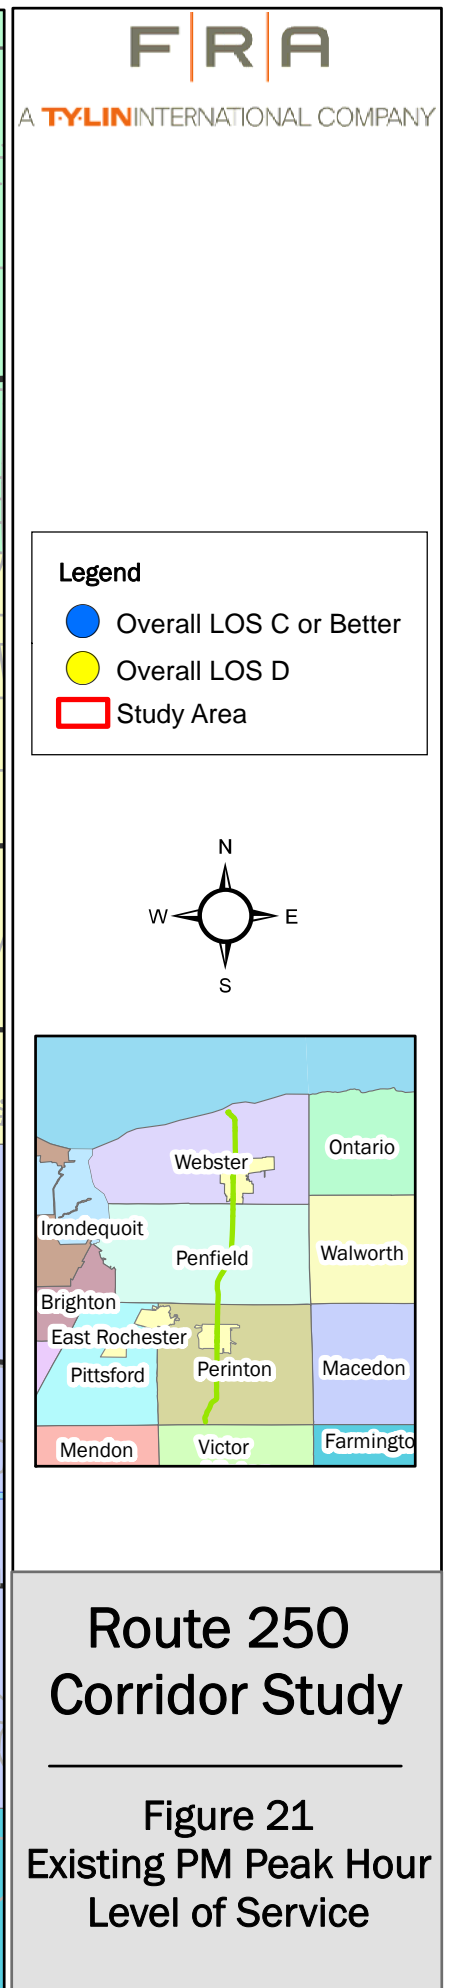 F|R|A
A T·Y·LIN INTERNATIONAL COMPANY
Legend
Overall LOS C or Better
Overall LOS D
Study Area
N
W E
S
Webster
Ontario
Irondequoit
Penfield
Walworth
Brighton
East Rochester
Pittsford
Perinton
Macedon
Mendon
Victor
Farmingto
Route 250
Corridor Study
Figure 21
Existing PM Peak Hour
Level of Service